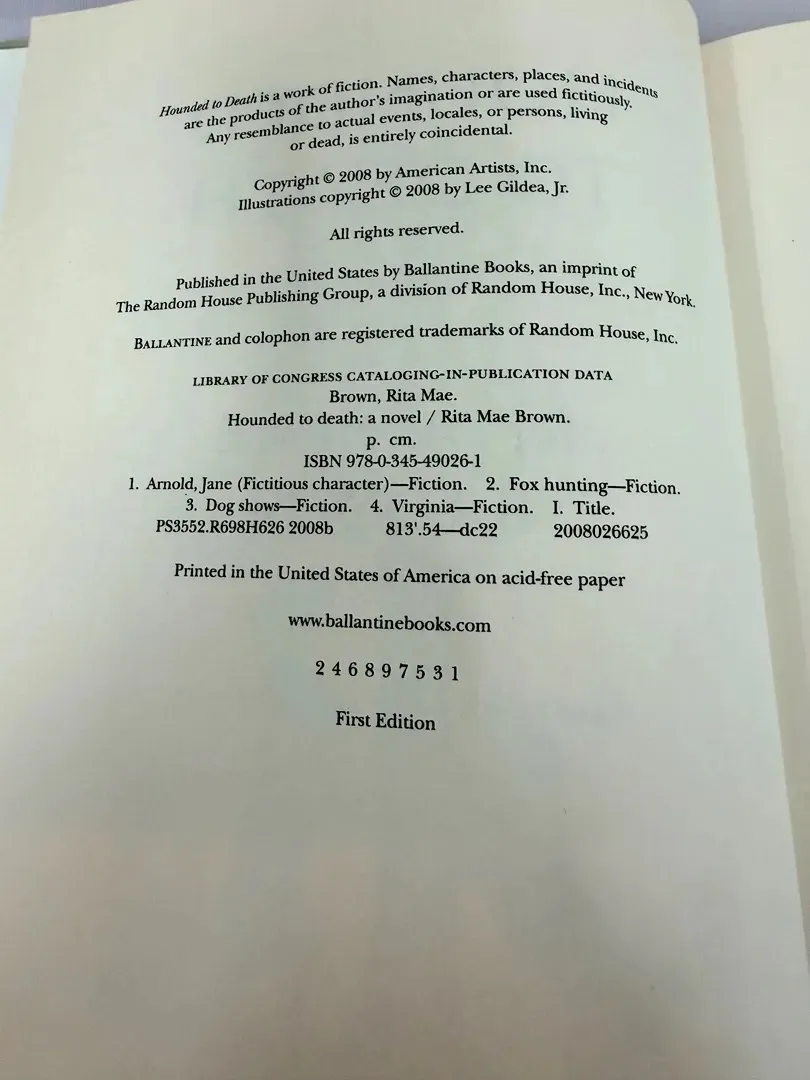 Hounded to Death is a work of fiction. Names, characters, places, and incidents
are the products of the author's imagination or are used fictitiously.
Any resemblance to actual events, locales, or persons, living
or dead, is entirely coincidental.
Copyright © 2008 by American Artists, Inc.
Illustrations copyright © 2008 by Lee Gildea, Jr.
All rights reserved.
Published in the United States by Ballantine Books, an imprint of
The Random House Publishing Group, a division of Random House, Inc., New York.
BALLANTINE and colophon are registered trademarks of Random House, Inc.
LIBRARY OF CONGRESS CATALOGING-IN-PUBLICATION DATA
Brown, Rita Mae.
Hounded to death: a novel / Rita Mae Brown.
p. cm.
ISBN 978-0-345-49026-1
1. Arnold, Jane (Fictitious character)—Fiction. 2. Fox hunting—Fiction.
3. Dog shows—Fiction. 4. Virginia—Fiction. I. Title.
PS3552.R698H626 2008b 813'.54—dc22 2008026625
Printed in the United States of America on acid-free paper
www.ballantinebooks.com
2 4 6 8 9 7 5 3 1
First Edition